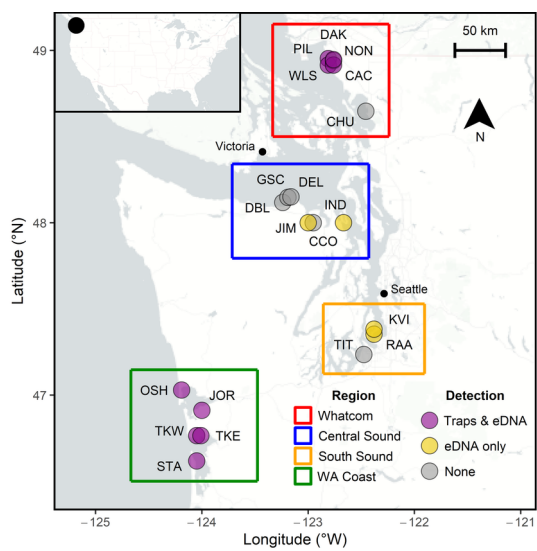 DAK
49
PIL
NON
50 km
WLS
CAC
CHU
N
Victoria
GSC
DEL
DBL
IND
48
JIM
CCO
Latitude (°N)
Seattle
KVI
TIT
RAA
47
OSH
JOR
TKW
TKE
STA
Region
Whatcom
Central Sound
South Sound
WA Coast
Detection
Traps & eDNA
eDNA only
None
−125
−124
−123
−122
−121
Longitude (°W)